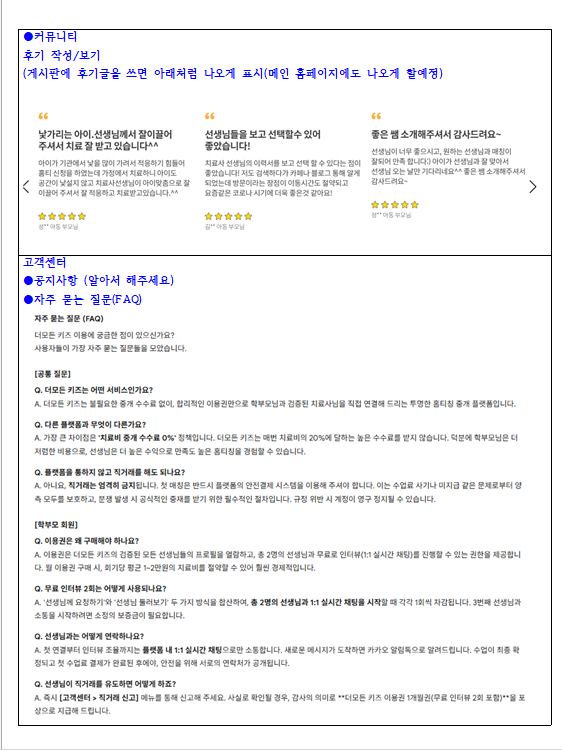 ●커뮤니티
후기 작성/보기
(게시판에 후기글을 쓰면 아래처럼 나오게 표시(메인 홈페이지에도 나오게 할예정)
낯가리는 아이.선생님께서 잘이끌어
주셔서 치료 잘 받고 있습니다^^
아이가 기관에서 낯을 많이 가려서 적응하기 힘들어
홈티 신청을 하였는데 가정에서 치료하니 아이도
공간이 낯설지 않고 치료사선생님이 아이맞춤으로 잘
이끌어 주셔서 잘 적응하고 치료받고있습니다.^^
정** 아동 부모님
선생님들을 보고 선택할수 있어
좋았습니다!
치료사 선생님의 이력서를 보고 선택 할 수 있다는 점이
좋았습니다! 저도 검색하다가 카페나 블로그 통해 알게
되었는데 방문이라는 장점이 이동시간도 절약되고
요즘같은 코로나 시기에 더욱 좋은것 같아요!
김** 아동 부모님
좋은 쌤 소개해주셔서 감사드려요~
선생님이 너무 좋으시고, 원하는 선생님과 매칭이
잘되어 만족 합니다:) 아이가 선생님과 잘 맞아서
선생님 오는 날만 기다리네요^^ 좋은 쌤 소개해주셔서
감사드려요~
정** 아동 부모님
고객센터
●공지사항 (알아서 해주세요)
●자주 묻는 질문(FAQ)
자주 묻는 질문 (FAQ)
더모든 키즈 이용에 궁금한 점이 있으신가요?
사용자들이 가장 자주 묻는 질문들을 모았습니다.
[공통 질문]
Q. 더모든 키즈는 어떤 서비스인가요?
A. 더모든 키즈는 불필요한 중개 수수료 없이, 합리적인 이용권만으로 학부모님과 검증된 치료사님을 직접 연결해 드리는 투명한 홈티칭 중개 플랫폼입니다.
Q. 다른 플랫폼과 무엇이 다른가요?
A. 가장 큰 차이점은 '치료비 중개 수수료 0%' 정책입니다. 더모든 키즈는 매번 치료비의 20%에 달하는 높은 수수료를 받지 않습니다. 덕분에 학부모님은 더
저렴한 비용으로, 선생님은 더 높은 수익으로 만족도 높은 홈티칭을 경험할 수 있습니다.
Q. 플랫폼을 통하지 않고 직거래를 해도 되나요?
A. 아니요, 직거래는 엄격히 금지됩니다. 첫 매칭은 반드시 플랫폼의 안전결제 시스템을 이용해 주셔야 합니다. 이는 수업료 사기나 미지급 같은 문제로부터 양
측 모두를 보호하고, 분쟁 발생 시 공식적인 중재를 받기 위한 필수적인 절차입니다. 규정 위반 시 계정이 영구 정지될 수 있습니다.
[학부모 회원]
Q. 이용권은 왜 구매해야 하나요?
A. 이용권은 더모든 키즈의 검증된 모든 선생님들의 프로필을 열람하고, 총 2명의 선생님과 무료로 인터뷰(1:1 실시간 채팅)를 진행할 수 있는 권한을 제공합니
다. 월 이용권 구매 시, 회기당 평균 1~2만원의 치료비를 절약할 수 있어 훨씬 경제적입니다.
Q. 무료 인터뷰 2회는 어떻게 사용되나요?
A. '선생님께 요청하기'와 '선생님 둘러보기' 두 가지 방식을 합산하여, 총 2명의 선생님과 1:1 실시간 채팅을 시작할 때 각각 1회씩 차감됩니다. 3번째 선생님과
소통을 시작하려면 소정의 보증금이 필요합니다.
Q. 선생님과는 어떻게 연락하나요?
A. 첫 연결부터 인터뷰 조율까지는 플랫폼 내 1:1 실시간 채팅으로만 소통합니다. 새로운 메시지가 도착하면 카카오 알림톡으로 알려드립니다. 수업이 최종 확
정되고 첫 수업료 결제가 완료된 후에야, 안전을 위해 서로의 연락처가 공개됩니다.
Q. 선생님이 직거래를 유도하면 어떻게 하죠?
A. 즉시 [고객센터 > 직거래 신고] 메뉴를 통해 신고해 주세요. 사실로 확인될 경우, 감사의 의미로 **더모든 키즈 이용권 1개월권(무료 인터뷰 2회 포함)**을 포
상으로 지급해 드립니다.